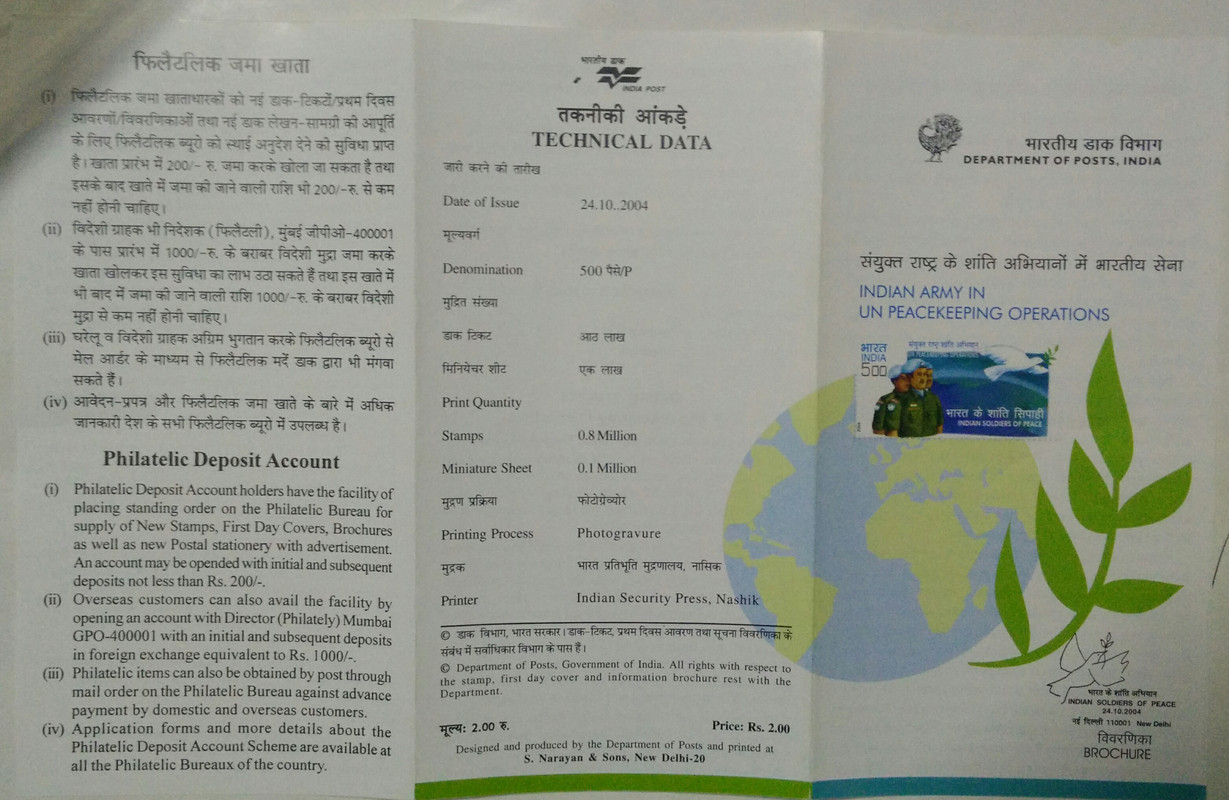 फिलैटलिक जमा खाता
(i) फिलैटलिक जमा खाताधारकों को नई डाक-टिकटों/प्रथम दिवस
आवरणों/विवरणिकाओं तथा नई डाक लेखन-सामग्री की आपूर्ति
के लिए फिलैटलिक ब्यूरो को स्थाई अनुदेश देने की सुविधा प्राप्त
है। खाता प्रारंभ में 200/- रु. जमा करके खोला जा सकता है तथा
इसके बाद खाते में जमा की जाने वाली राशि भी 200/-रु. से कम
नहीं होनी चाहिए।
(ii) विदेशी ग्राहक भी निदेशक (फिलैटली), मुंबई जीपीओ-400001
के पास प्रारंभ में 1000/-रु. के बराबर विदेशी मुद्रा जमा करके
खाता खोलकर इस सुविधा का लाभ उठा सकते हैं तथा इस खाते में
भी बाद में जमा की जाने वाली राशि 1000/-रु. के बराबर विदेशी
मुद्रा से कम नहीं होनी चाहिए।
(iii) घरेलू व विदेशी ग्राहक अग्रिम भुगतान करके फिलैटलिक ब्यूरो से
मेल आर्डर के माध्यम से फिलैटलिक मदें डाक द्वारा भी मंगवा
सकते हैं।
(iv) आवेदन-प्रपत्र और फिलैटलिक जमा खाते के बारे में अधिक
जानकारी देश के सभी फिलैटलिक ब्यूरो में उपलब्ध है।
Philatelic Deposit Account
(i) Philatelic Deposit Account holders have the facility of
placing standing order on the Philatelic Bureau for
supply of New Stamps, First Day Covers, Brochures
as well as new Postal stationery with advertisement.
An account may be opended with initial and subsequent
deposits not less than Rs. 200/-.
(ii) Overseas customers can also avail the facility by
opening an account with Director (Philately) Mumbai
GPO-400001 with an initial and subsequent deposits
in foreign exchange equivalent to Rs. 1000/-.
(iii) Philatelic items can also be obtained by post through
mail order on the Philatelic Bureau against advance
payment by domestic and overseas customers.
(iv) Application forms and more details about the
Philatelic Deposit Account Scheme are available at
all the Philatelic Bureaux of the country.
भारतीय डाक
INDIA POST
तकनीकी आंकड़े
TECHNICAL DATA
जारी करने की तारीख
Date of Issue 24.10..2004
मूल्यवर्ग
Denomination 500 पैसे/P
मुद्रित संख्या
डाक टिकट आठ लाख
मिनियेचर शीट एक लाख
Print Quantity
Stamps 0.8 Million
Miniature Sheet 0.1 Million
मुद्रण प्रक्रिया फोटोग्रेव्योर
Printing Process Photogravure
मुद्रक भारत प्रतिभूति मुद्रणालय, नासिक
Printer Indian Security Press, Nashik
© डाक विभाग, भारत सरकार। डाक-टिकट, प्रथम दिवस आवरण तथा सूचना विवरणिका के
संबंध में सर्वाधिकार विभाग के पास है।
© Department of Posts, Government of India. All rights with respect to
the stamp, first day cover and information brochure rest with the
Department.
मूल्य: 2.00 रु. Price: Rs. 2.00
Designed and produced by the Department of Posts and printed at
S. Narayan & Sons, New Delhi-20
भारतीय डाक विभाग
DEPARTMENT OF POSTS, INDIA
संयुक्त राष्ट्र के शांति अभियानों में भारतीय सेना
INDIAN ARMY IN
UN PEACEKEEPING OPERATIONS
भारत
INDIA
500
संयुक्त राष्ट्र शांति अभियान
UN PEACEKEEPING OPERATIONS
भारत के शांति सिपाही
INDIAN SOLDIERS OF PEACE
भारत के शांति अभियान
INDIAN SOLDIERS OF PEACE
24.10.2004
नई दिल्ली 110001 New Delhi
विवरणिका
BROCHURE